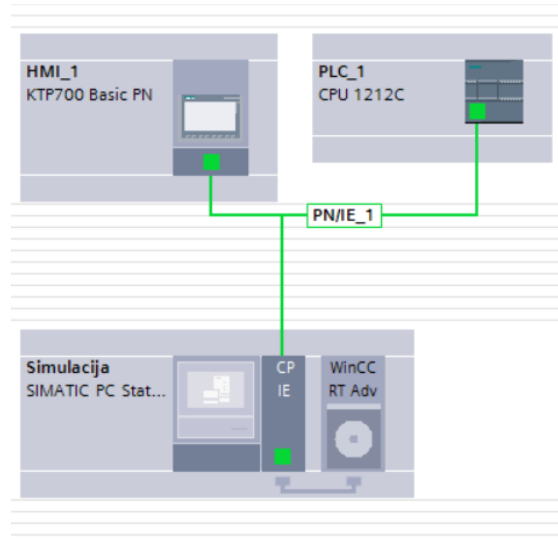 HMI_1
KTP700 Basic PN
PLC_1
CPU 1212C
PN/IE_1
Simulacija
SIMATIC PC Stat...
CP
IE
WinCC
RT Adv